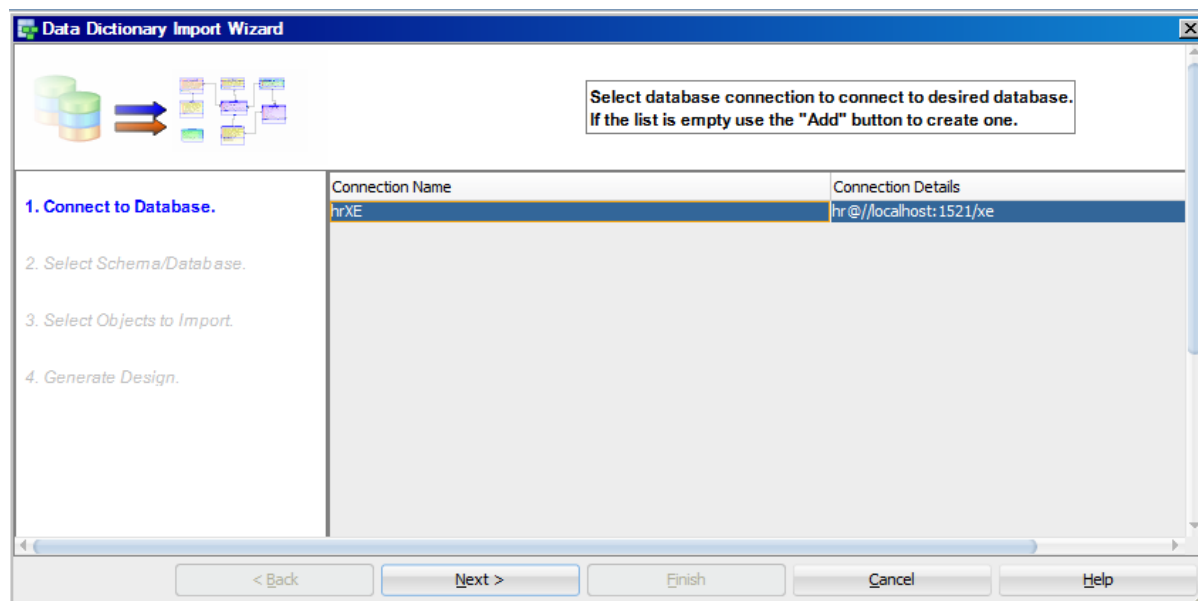 Data Dictionary Import Wizard
Select database connection to connect to desired database.
If the list is empty use the "Add" button to create one.
1. Connect to Database.
2. Select Schema/Database.
3. Select Objects to Import.
4. Generate Design.
Connection Name Connection Details
hrXE hr@//localhost:1521/xe
< Back Next > Finish Cancel Help